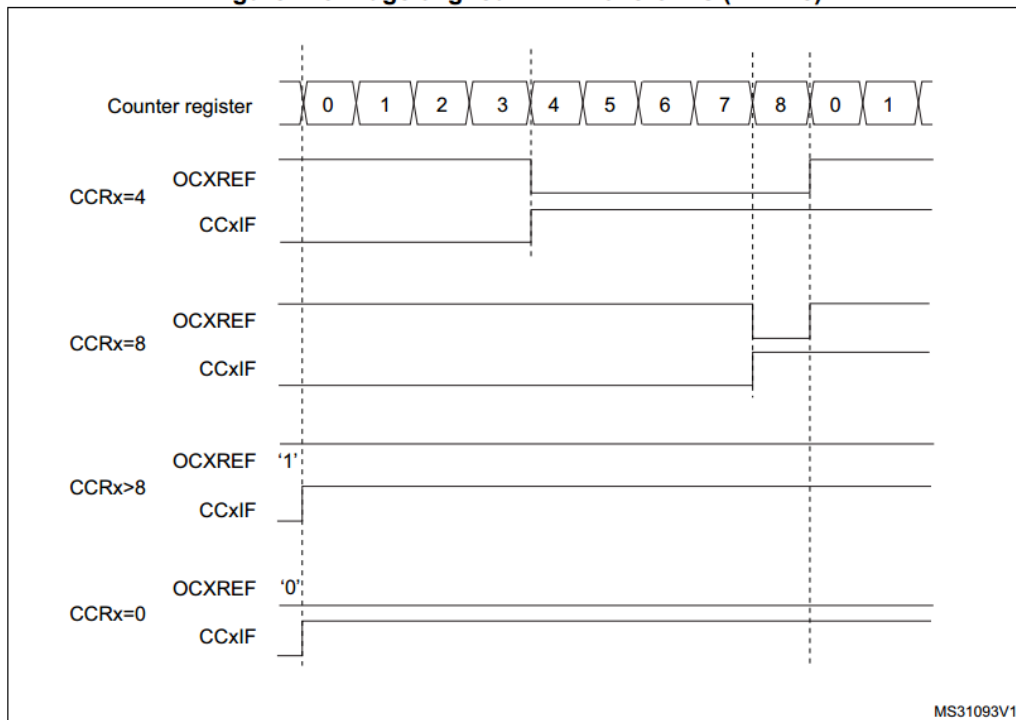 Counter register 0 1 2 3 4 5 6 7 8 0 1
OCXREF
CCRx=4
CCxIF
OCXREF
CCRx=8
CCxIF
OCXREF '1'
CCRx>8
CCxIF
OCXREF '0'
CCRx=0
CCxIF
MS31093V1